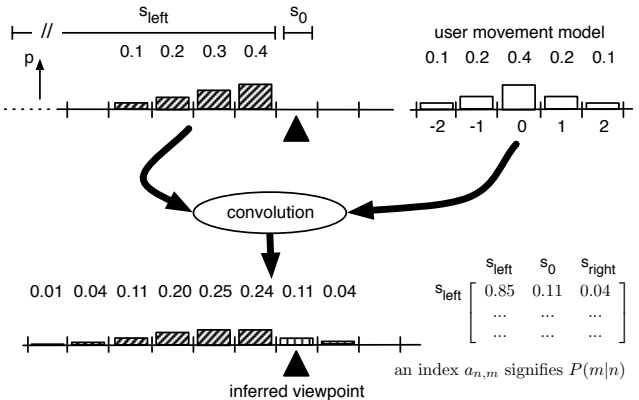 s_left s_0
//
0.1 0.2 0.3 0.4
p
user movement model
0.1 0.2 0.4 0.2 0.1
-2 -1 0 1 2
convolution
0.01 0.04 0.11 0.20 0.25 0.24 0.11 0.04
inferred viewpoint
s_left s_0 s_right
s_left 0.85 0.11 0.04
... ... ...
... ... ...
an index a_{n,m} signifies P(m|n)